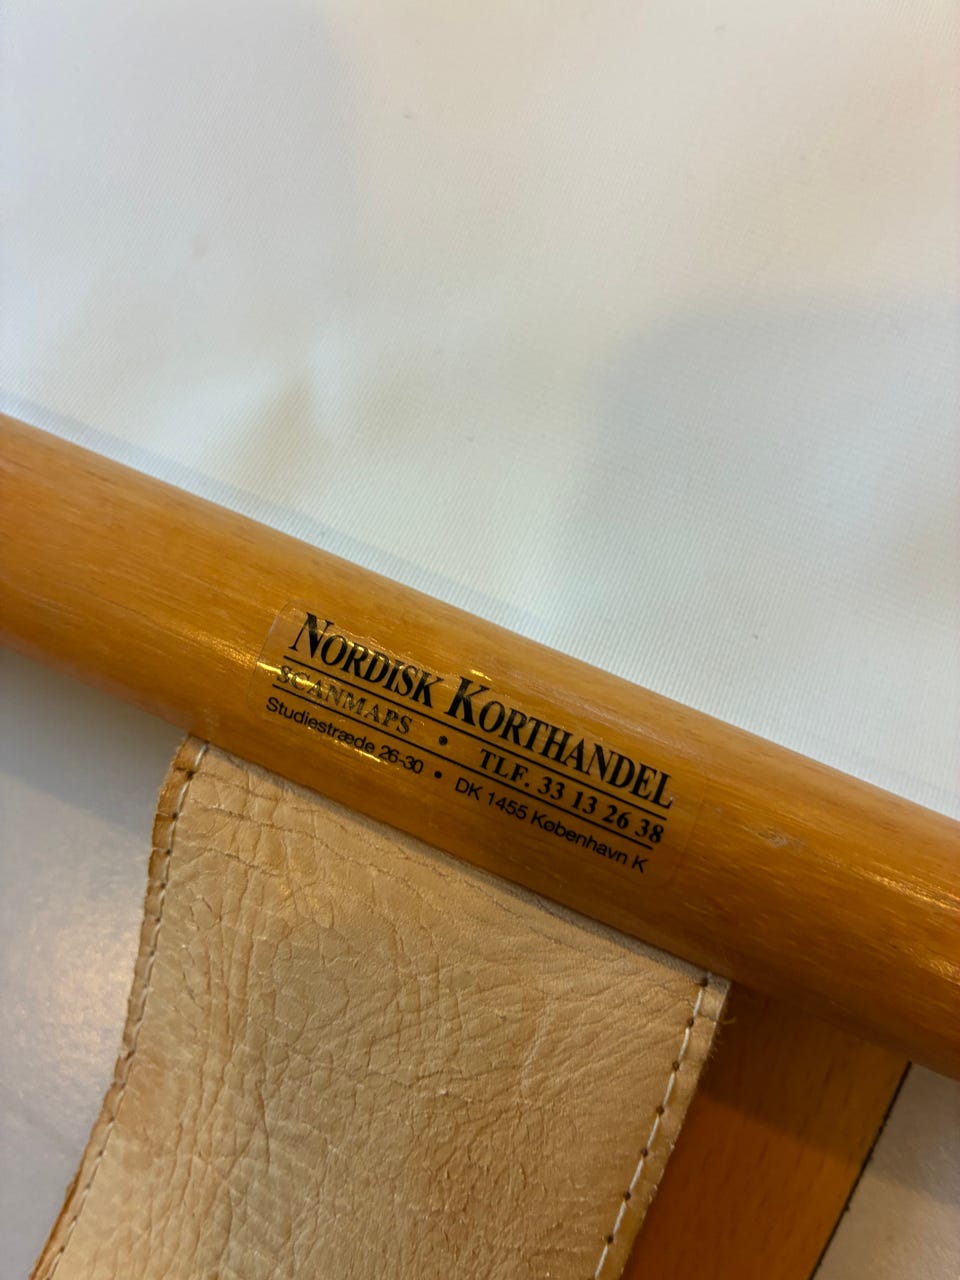 NORDISK KORTHANDEL
SCANMAPS • TLF. 33 13 26 38
Studiestræde 26-30 • DK 1455 København K